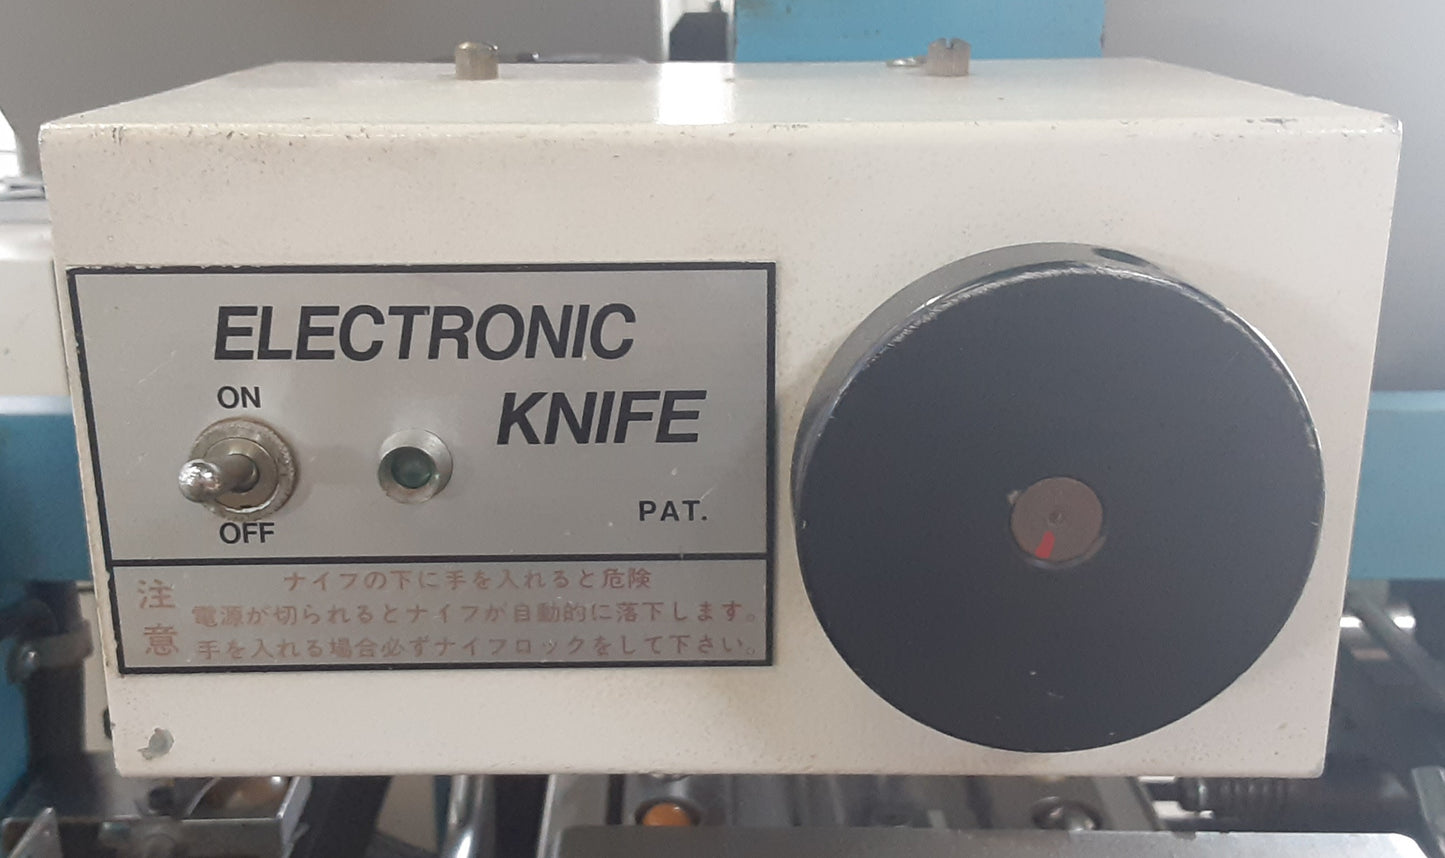 ELECTRONIC
KNIFE
ON
OFF
PAT.
注意
ナイフの下に手を入れると危険
電源が切られるとナイフが自動的に落下します。
手を入れる場合必ずナイフロックをして下さい。